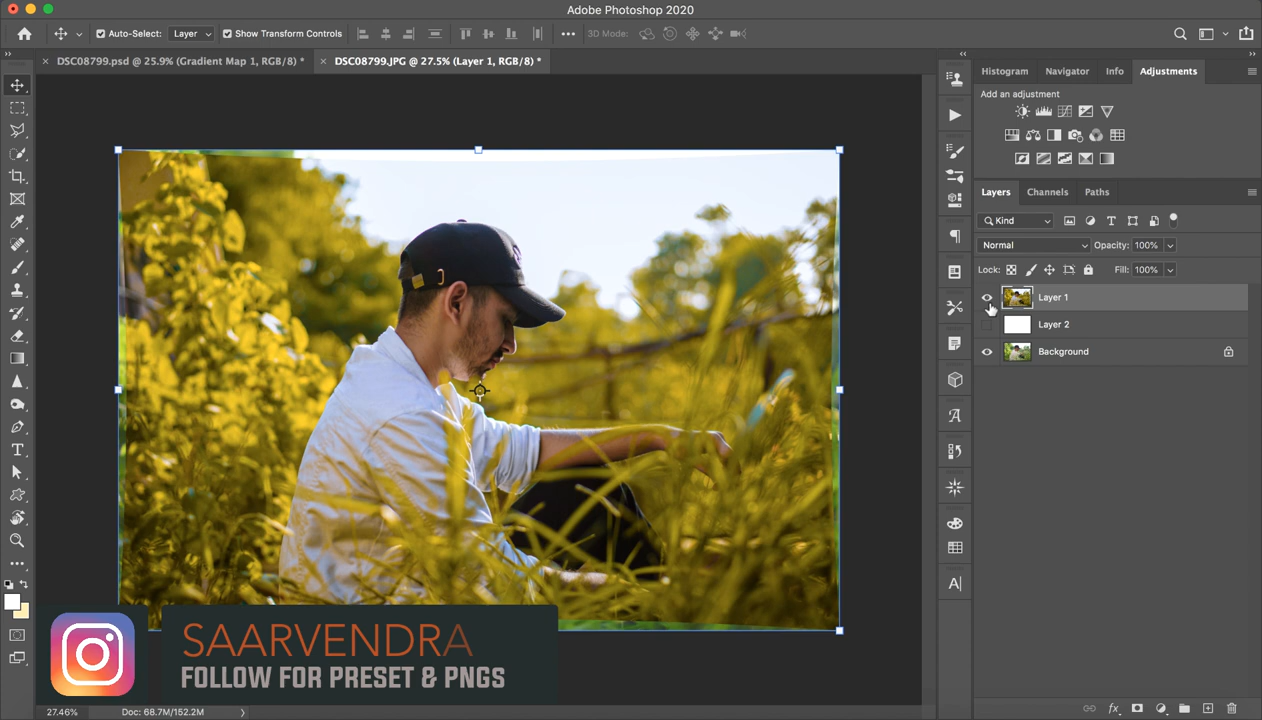 Adobe Photoshop 2020
Auto-Select: Layer Show Transform Controls 3D Mode:
DSC08799.psd @ 25.9% (Gradient Map 1, RGB/8) * DSC08799.JPG @ 27.5% (Layer 1, RGB/8) *
Histogram Navigator Info Adjustments
Add an adjustment
Layers Channels Paths
Kind
Normal Opacity: 100%
Lock: Fill: 100%
Layer 1
Layer 2
Background
SAARVENDRA
FOLLOW FOR PRESET & PNGs
27.46% Doc: 68.7M/152.2M